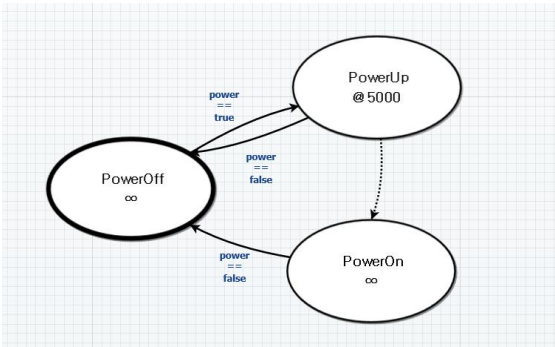 PowerUp
@5000
power
==
true
power
==
false
PowerOff
∞
PowerOn
∞
power
==
false